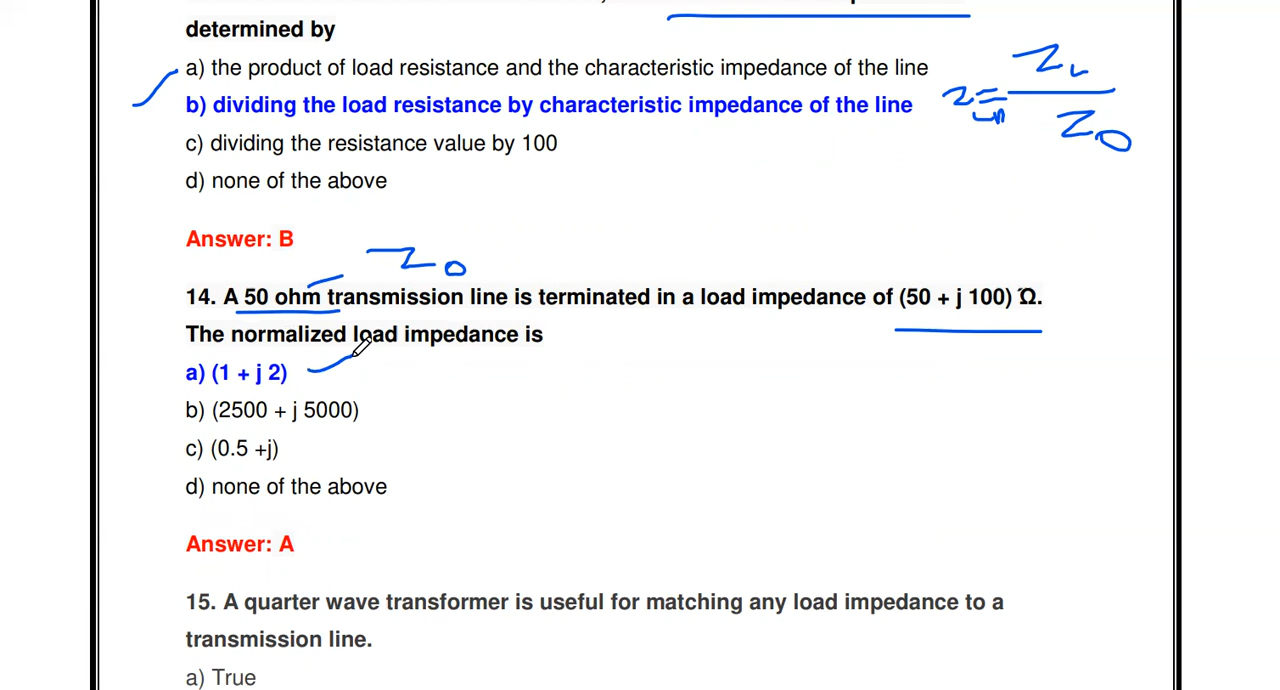 determined by
a) the product of load resistance and the characteristic impedance of the line
b) dividing the load resistance by characteristic impedance of the line
Z_in = Z_L / Z_0
c) dividing the resistance value by 100
d) none of the above
Answer: B
Z_0
14. A 50 ohm transmission line is terminated in a load impedance of (50 + j 100) Ω.
The normalized load impedance is
a) (1 + j 2)
b) (2500 + j 5000)
c) (0.5 +j)
d) none of the above
Answer: A
15. A quarter wave transformer is useful for matching any load impedance to a
transmission line.
a) True